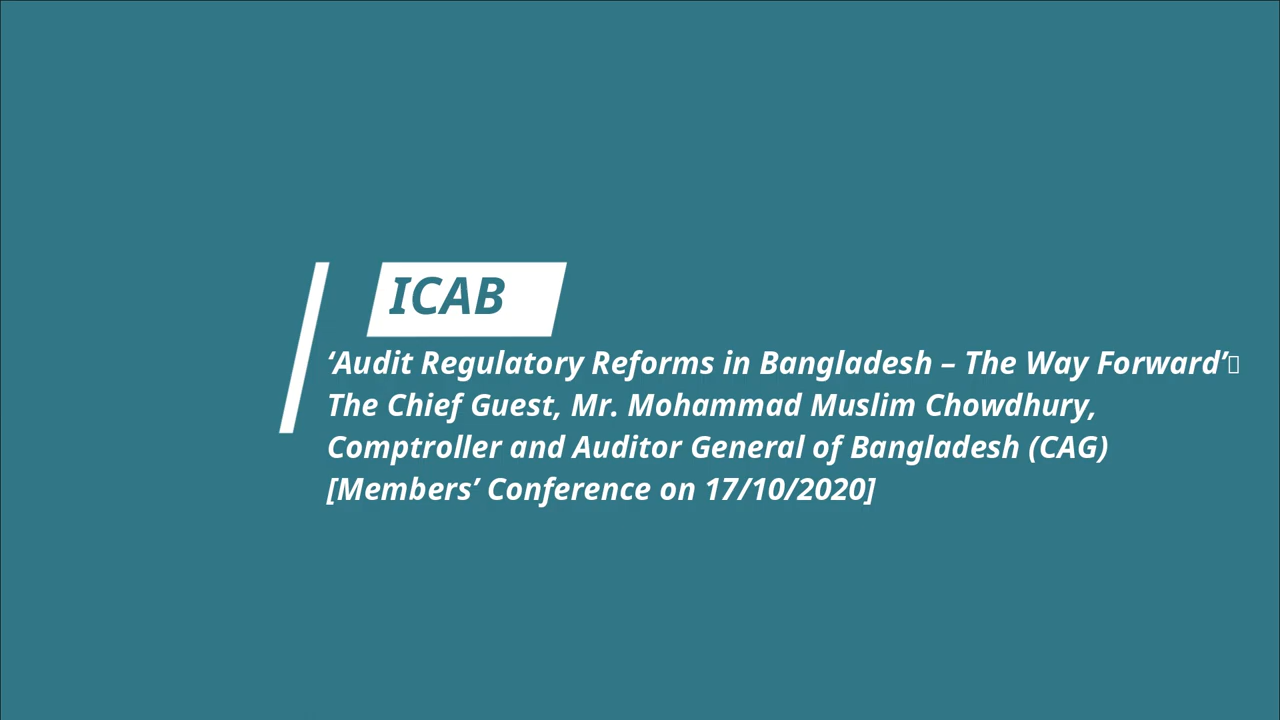 ICAB
‘Audit Regulatory Reforms in Bangladesh – The Way Forward’
The Chief Guest, Mr. Mohammad Muslim Chowdhury,
Comptroller and Auditor General of Bangladesh (CAG)
[Members’ Conference on 17/10/2020]